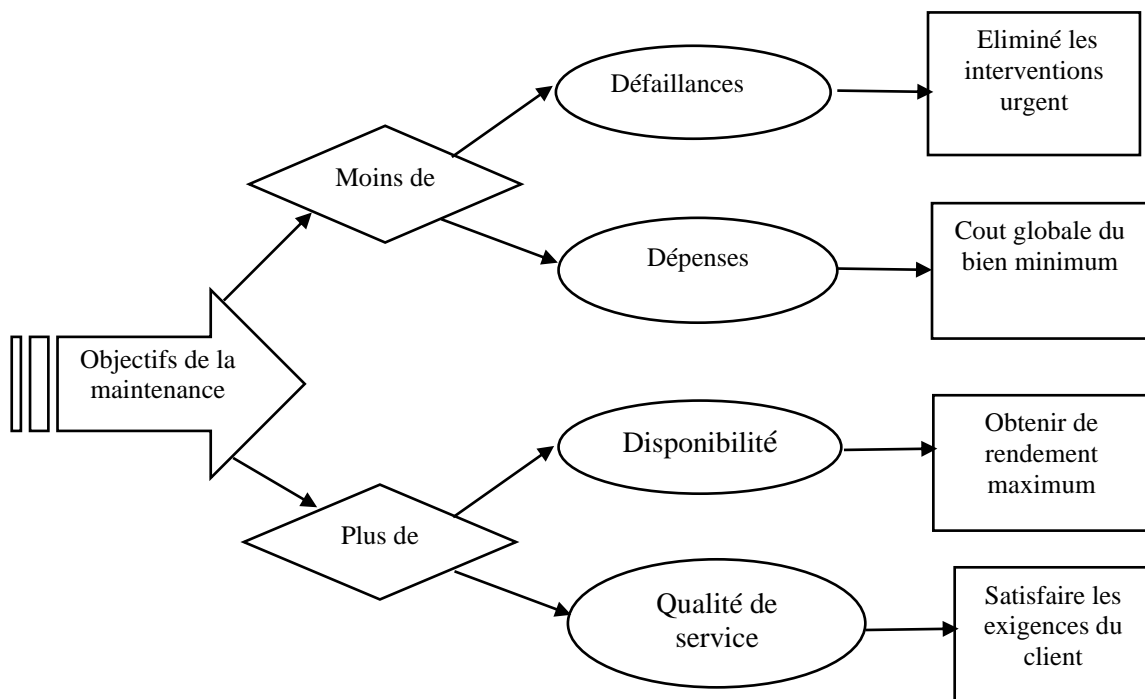 Eliminé les
interventions
urgent
Défaillances
Moins de
Cout globale du
bien minimum
Dépenses
Objectifs de la
maintenance
Obtenir de
rendement
maximum
Disponibilité
Plus de
Satisfaire les
exigences du
client
Qualité de
service